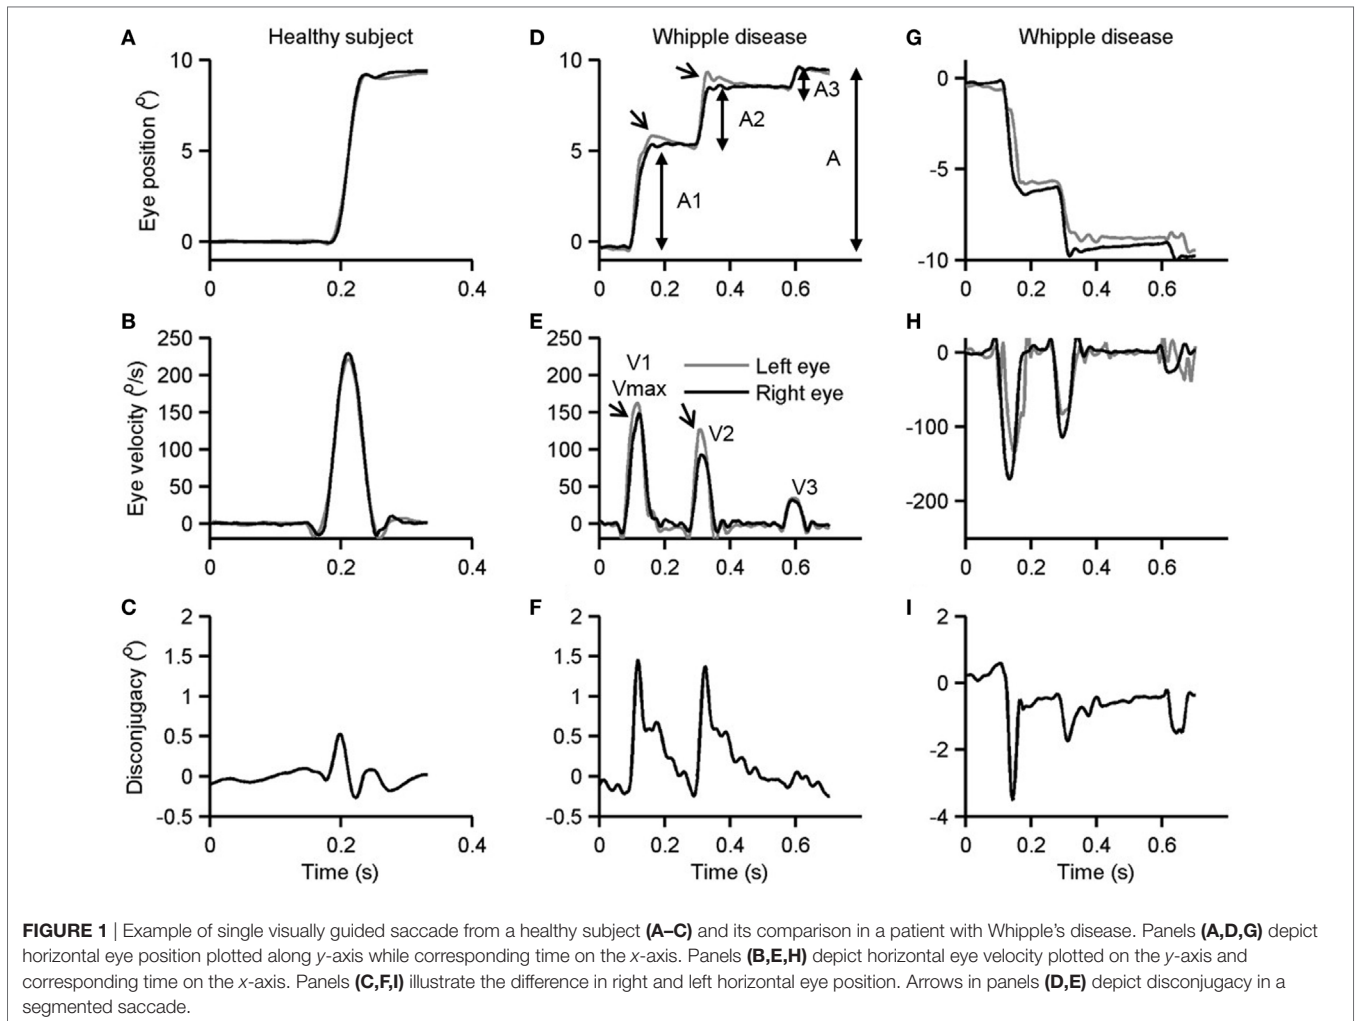 A
Healthy subject
Eye position (º)
10
5
0
0
0.2
0.4
D
Whipple disease
10
5
0
A1
A2
A3
A
0
0.2
0.4
0.6
G
Whipple disease
0
-5
-10
0
0.2
0.4
0.6
B
Eye velocity (º/s)
250
200
150
100
50
0
0
0.2
0.4
E
250
200
150
100
50
0
V1
Vmax
V2
V3
Left eye
Right eye
0
0.2
0.4
0.6
H
0
-100
-200
0
0.2
0.4
0.6
C
Disconjugacy (º)
2
1.5
1
0.5
0
-0.5
0
0.2
0.4
Time (s)
F
2
1.5
1
0.5
0
-0.5
0
0.2
0.4
0.6
Time (s)
I
2
0
-2
-4
0
0.2
0.4
0.6
Time (s)
FIGURE 1 | Example of single visually guided saccade from a healthy subject (A–C) and its comparison in a patient with Whipple's disease. Panels (A,D,G) depict
horizontal eye position plotted along y-axis while corresponding time on the x-axis. Panels (B,E,H) depict horizontal eye velocity plotted on the y-axis and
corresponding time on the x-axis. Panels (C,F,I) illustrate the difference in right and left horizontal eye position. Arrows in panels (D,E) depict disconjugacy in a
segmented saccade.